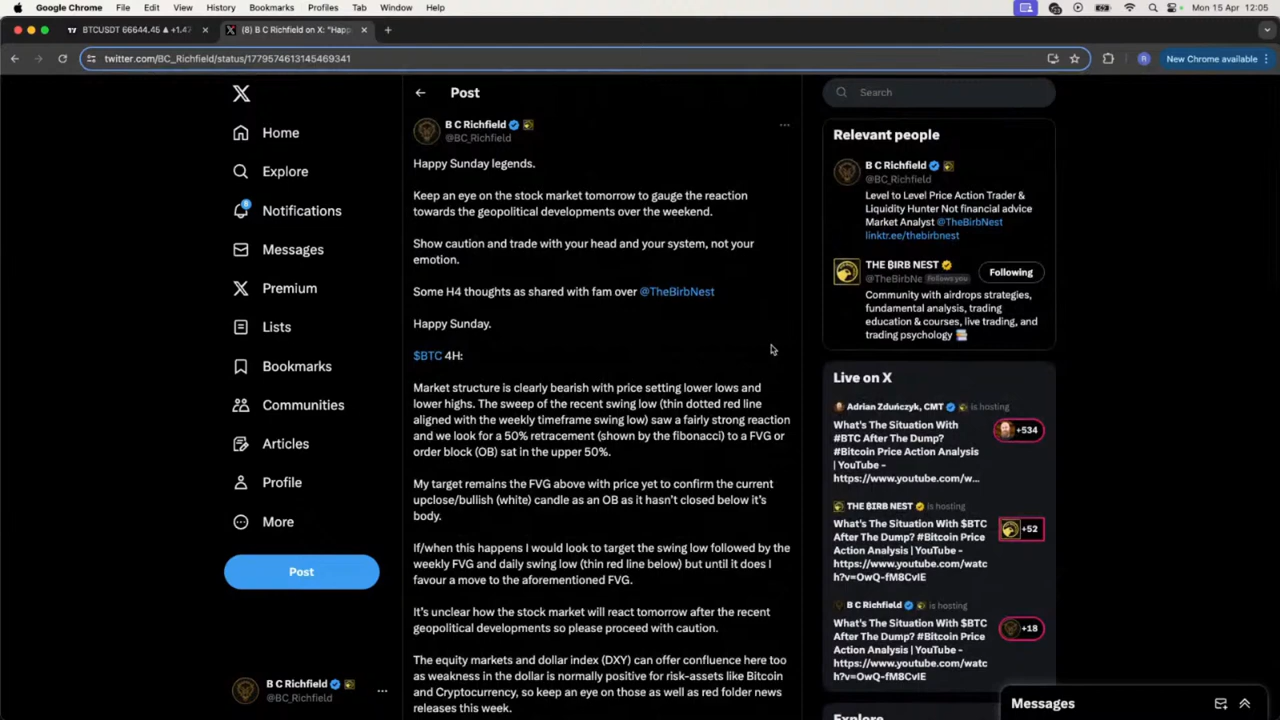 Google Chrome File Edit View History Bookmarks Profiles Tab Window Help Mon 15 Apr 12:05
BTCUSDT 66644.45 ▲ +1.47
(8) B C Richfield on X: "Happ
twitter.com/BC_Richfield/status/1779574613145469341
New Chrome available
Home
Explore
8
Notifications
Messages
Premium
Lists
Bookmarks
Communities
Articles
Profile
More
Post
B C Richfield
@BC_Richfield
Post
B C Richfield
@BC_Richfield
Happy Sunday legends.
Keep an eye on the stock market tomorrow to gauge the reaction
towards the geopolitical developments over the weekend.
Show caution and trade with your head and your system, not your
emotion.
Some H4 thoughts as shared with fam over @TheBirbNest
Happy Sunday.
$BTC 4H:
Market structure is clearly bearish with price setting lower lows and
lower highs. The sweep of the recent swing low (thin dotted red line
aligned with the weekly timeframe swing low) saw a fairly strong reaction
and we look for a 50% retracement (shown by the fibonacci) to a FVG or
order block (OB) sat in the upper 50%.
My target remains the FVG above with price yet to confirm the current
upclose/bullish (white) candle as an OB as it hasn't closed below it's
body.
If/when this happens I would look to target the swing low followed by the
weekly FVG and daily swing low (thin red line below) but until it does I
favour a move to the aforementioned FVG.
It's unclear how the stock market will react tomorrow after the recent
geopolitical developments so please proceed with caution.
The equity markets and dollar index (DXY) can offer confluence here too
as weakness in the dollar is normally positive for risk-assets like Bitcoin
and Cryptocurrency, so keep an eye on those as well as red folder news
releases this week.
Search
Relevant people
B C Richfield
@BC_Richfield
Level to Level Price Action Trader &
Liquidity Hunter Not financial advice
Market Analyst @TheBirbNest
linktr.ee/thebirbnest
THE ₿IRB NEST
@TheBirbNe Follows you
Following
Community with airdrops strategies,
fundamental analysis, trading
education & courses, live trading, and
trading psychology
Live on X
Adrian Zduńczyk, CMT is hosting
What's The Situation With
#BTC After The Dump?
#Bitcoin Price Action Analysis
| YouTube -
https://www.youtube.com/w...
+534
THE ₿IRB NEST is hosting
What's The Situation With $BTC
After The Dump? #Bitcoin Price
Action Analysis | YouTube -
https://www.youtube.com/watc
h?v=OwQ-fM8CvIE
+52
B C Richfield is hosting
What's The Situation With $BTC
After The Dump? #Bitcoin Price
Action Analysis | YouTube -
https://www.youtube.com/watc
h?v=OwQ-fM8CvIE
+18
Explore
Messages